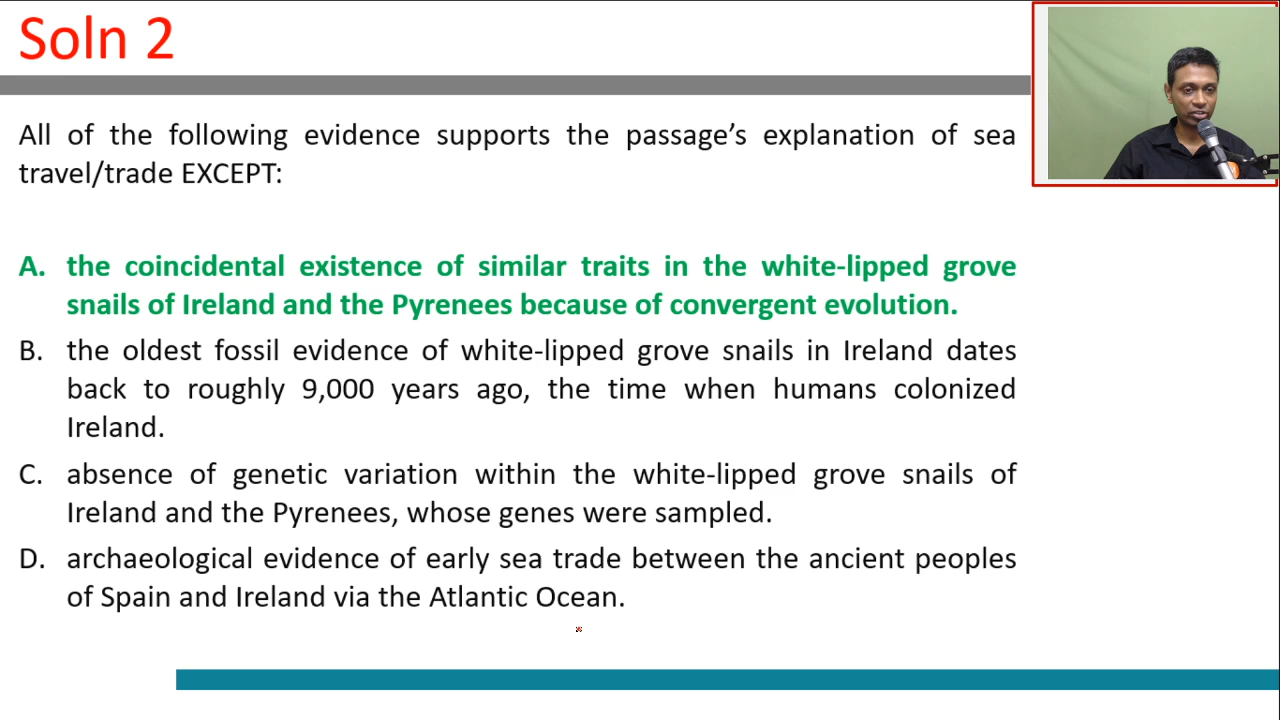 Soln 2
All of the following evidence supports the passage’s explanation of sea
travel/trade EXCEPT:
A. the coincidental existence of similar traits in the white-lipped grove
snails of Ireland and the Pyrenees because of convergent evolution.
B. the oldest fossil evidence of white-lipped grove snails in Ireland dates
back to roughly 9,000 years ago, the time when humans colonized
Ireland.
C. absence of genetic variation within the white-lipped grove snails of
Ireland and the Pyrenees, whose genes were sampled.
D. archaeological evidence of early sea trade between the ancient peoples
of Spain and Ireland via the Atlantic Ocean.